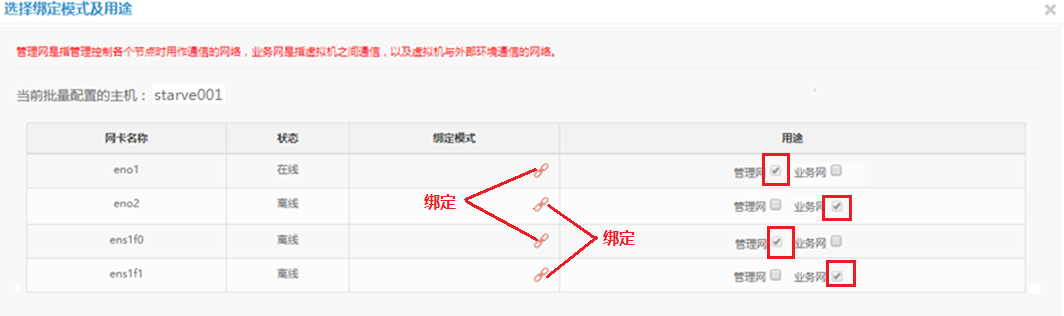 选择绑定模式及用途
管理网是指管理控制各个节点时用作通信的网络，业务网是指虚拟机之间通信，以及虚拟机与外部环境通信的网络。
当前批量配置的主机： starve001
网卡名称 状态 绑定模式 用途
eno1 在线 管理网 业务网
eno2 离线 管理网 业务网
绑定
ens1f0 离线 管理网 业务网
绑定
ens1f1 离线 管理网 业务网